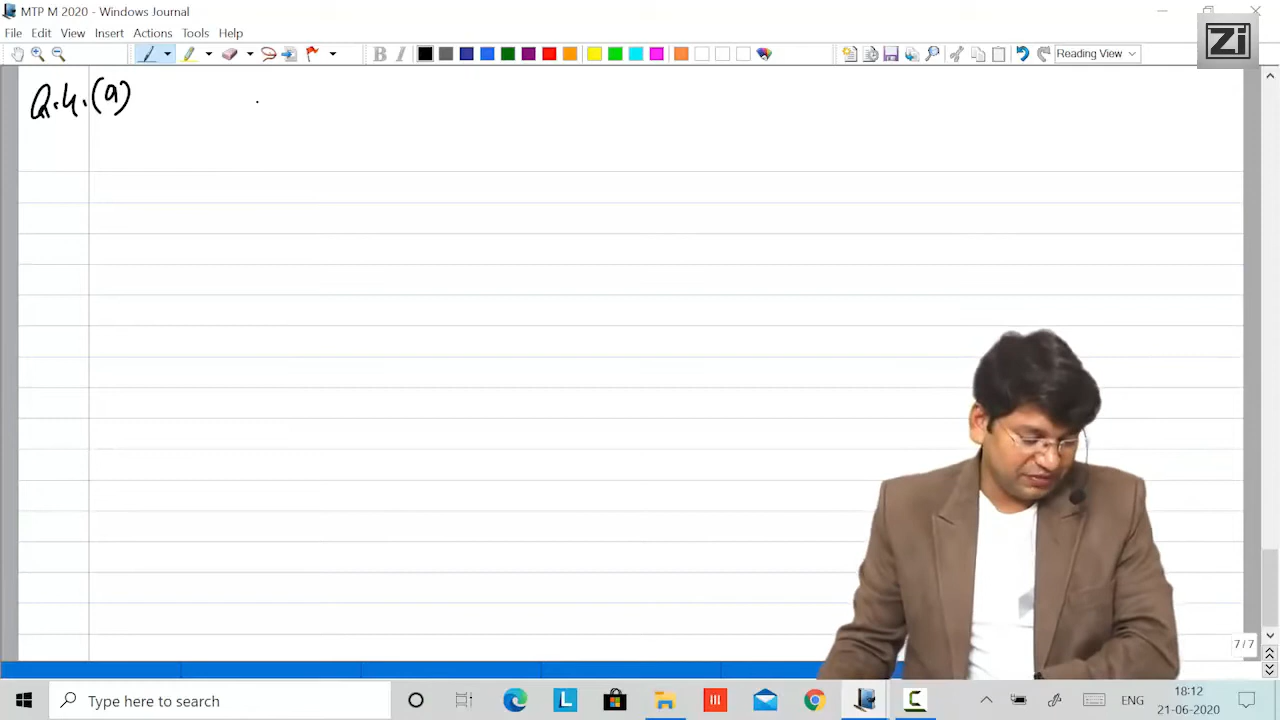 MTP M 2020 - Windows Journal
File Edit View Insert Actions Tools Help
B I Reading View
Zi
Q.4.(a)
7/7
Type here to search
L
C
ENG
18:12
21-06-2020